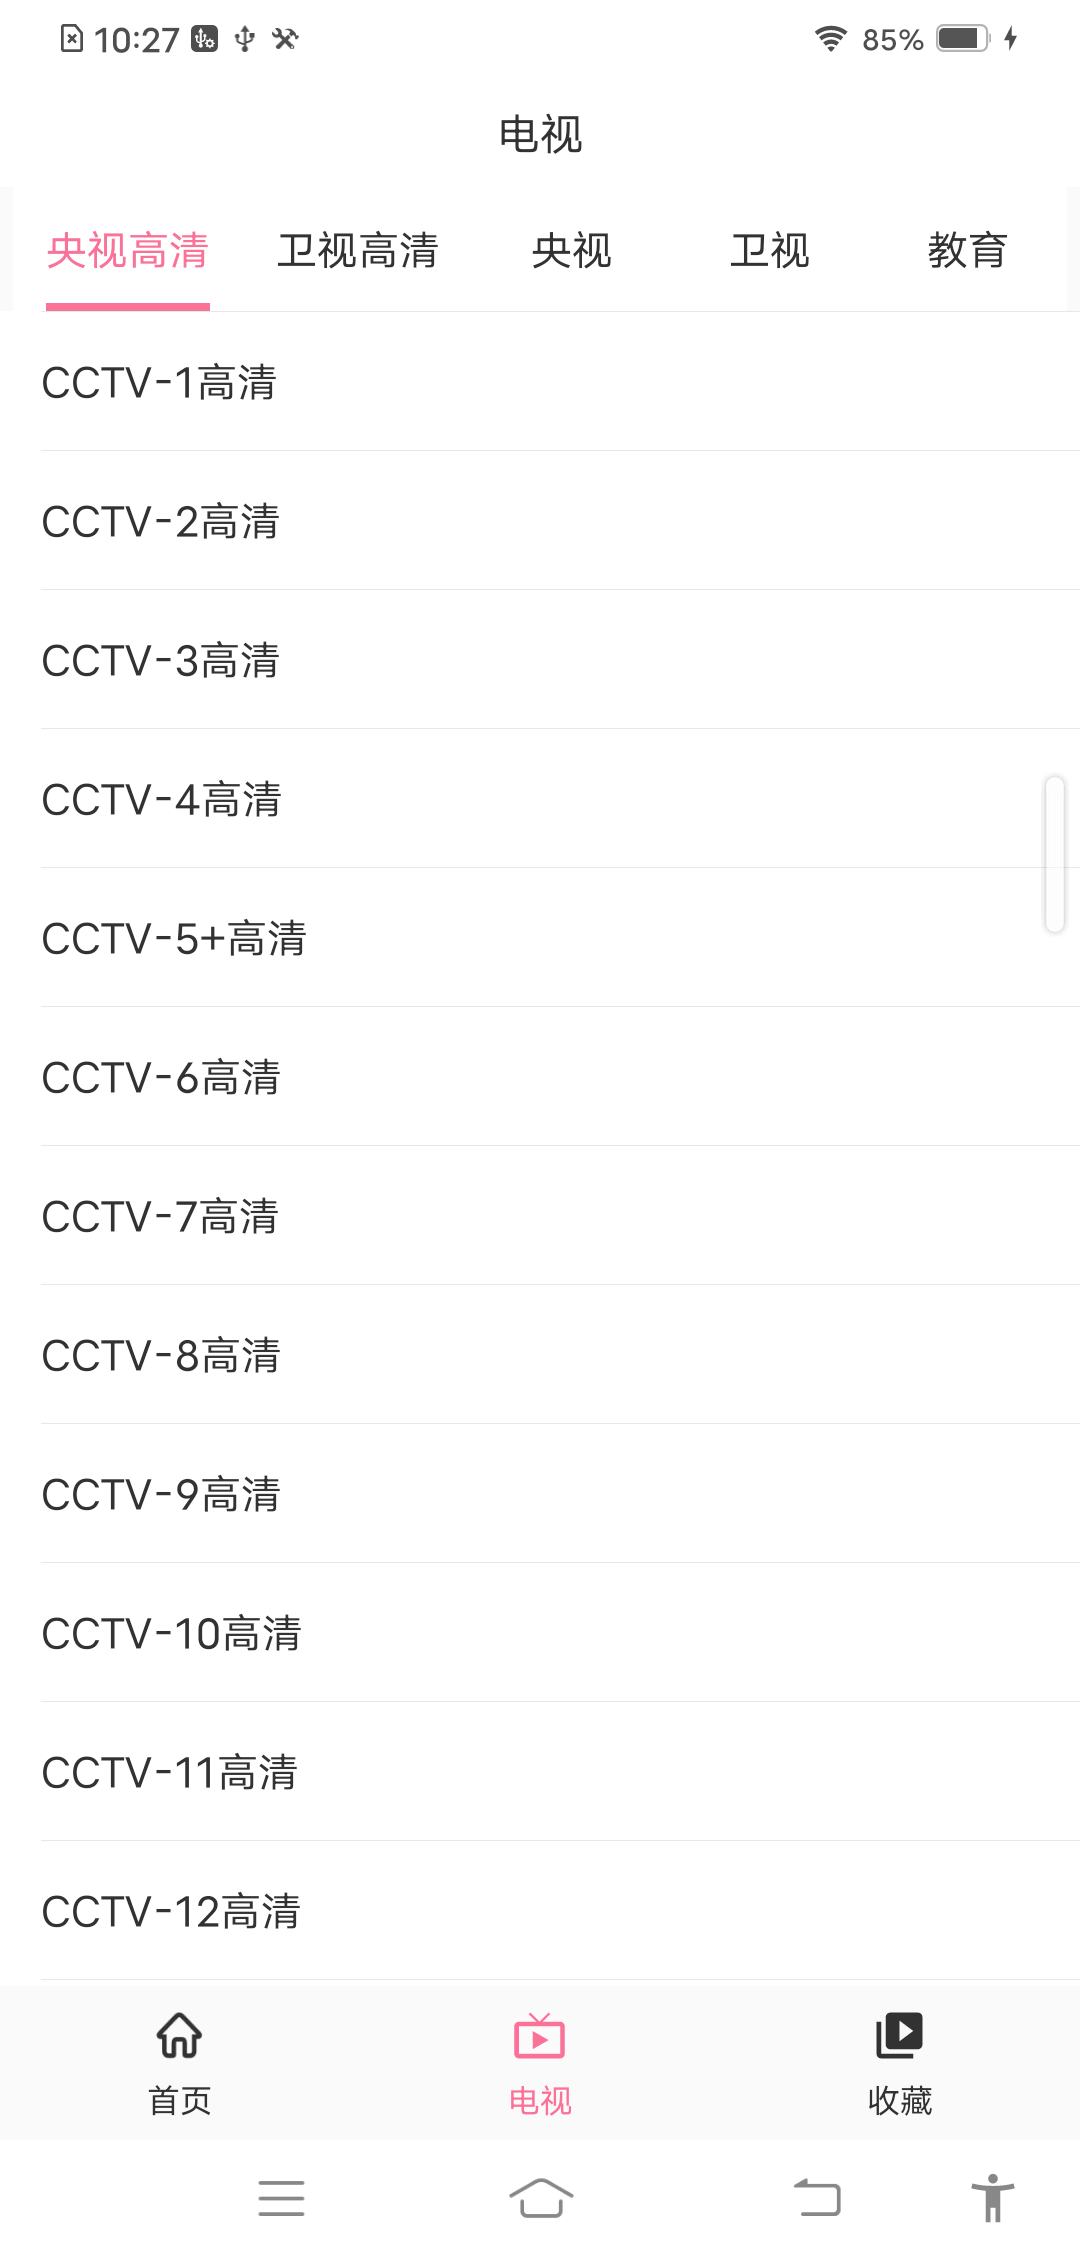 10:27 85%
电视
央视高清 卫视高清 央视 卫视 教育
CCTV-1高清
CCTV-2高清
CCTV-3高清
CCTV-4高清
CCTV-5+高清
CCTV-6高清
CCTV-7高清
CCTV-8高清
CCTV-9高清
CCTV-10高清
CCTV-11高清
CCTV-12高清
首页 电视 收藏